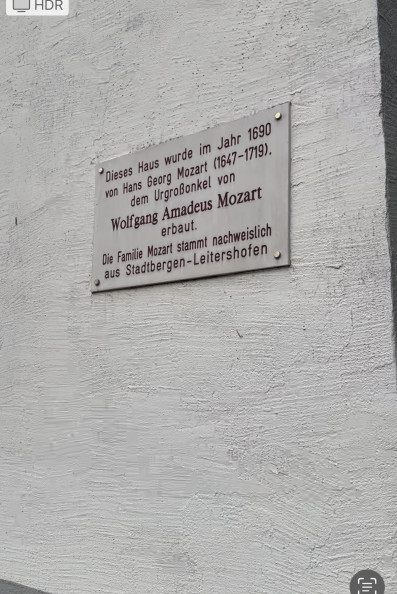 HDR
Dieses Haus wurde im Jahr 1690
von Hans Georg Mozart (1647-1719).
dem Urgroßonkel von
Wolfgang Amadeus Mozart
erbaut.
Die Familie Mozart stammt nachweislich
aus Stadtbergen-Leitershofen